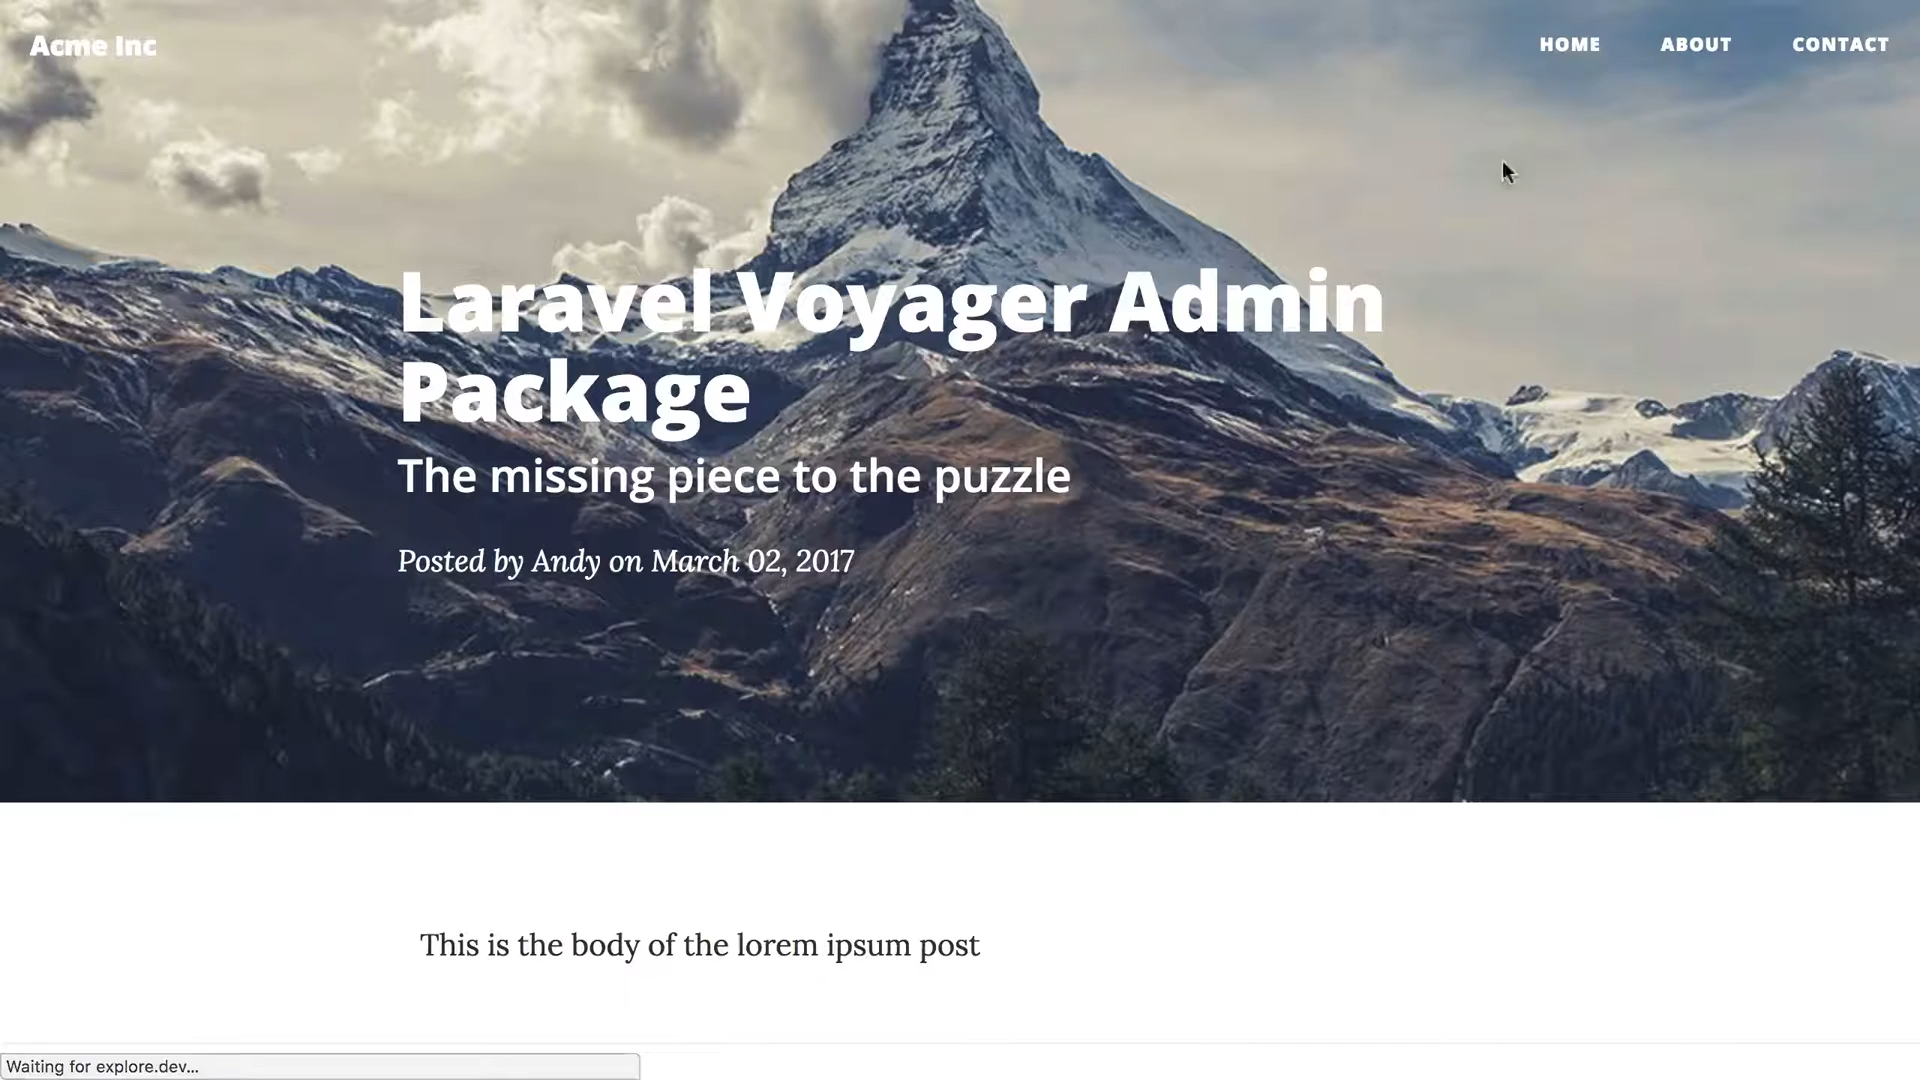 Acme Inc
HOME ABOUT CONTACT
Laravel Voyager Admin
Package
The missing piece to the puzzle
Posted by Andy on March 02, 2017
This is the body of the lorem ipsum post
Waiting for explore.dev...